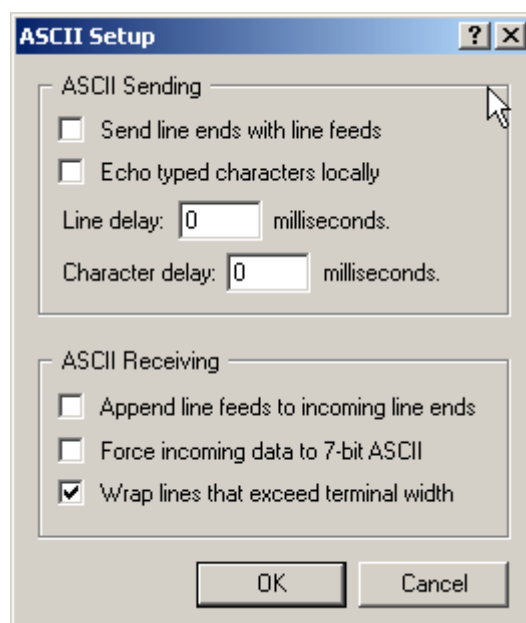 ASCII Setup
ASCII Sending
Send line ends with line feeds
Echo typed characters locally
Line delay: 0 milliseconds.
Character delay: 0 milliseconds.
ASCII Receiving
Append line feeds to incoming line ends
Force incoming data to 7-bit ASCII
Wrap lines that exceed terminal width
OK Cancel